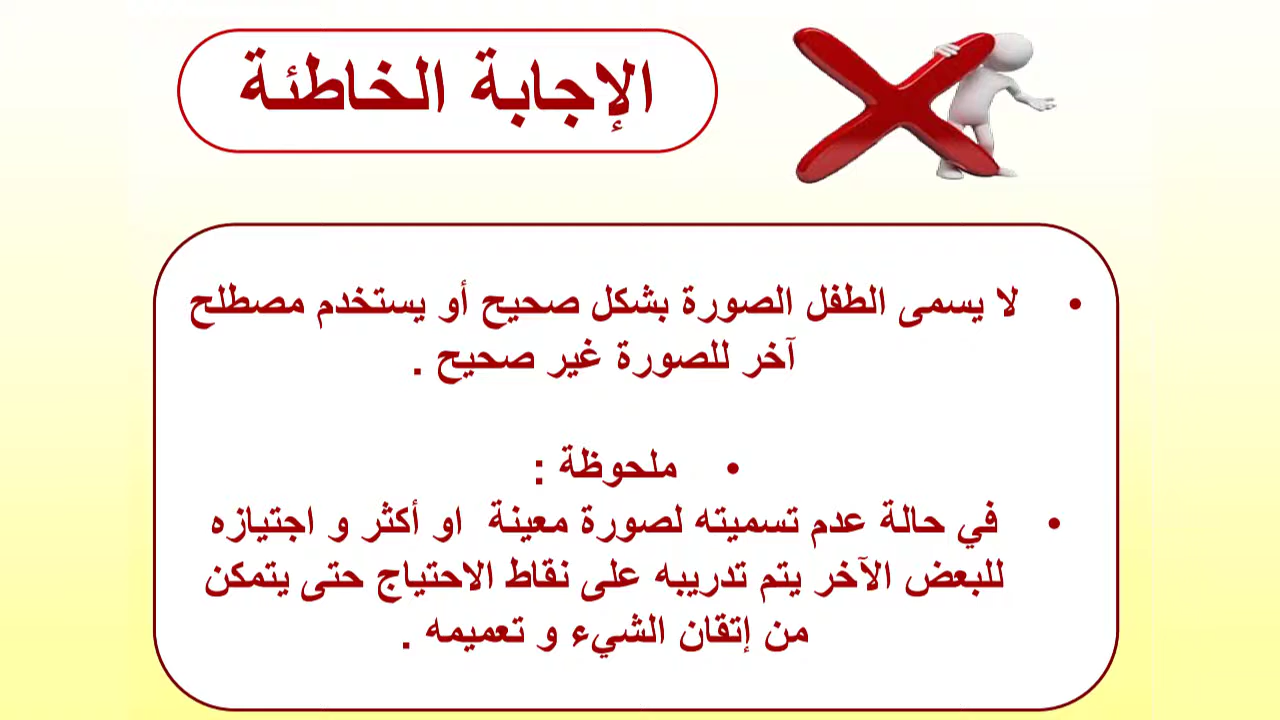 الإجابة الخاطئة
• لا يسمى الطفل الصورة بشكل صحيح أو يستخدم مصطلح
آخر للصورة غير صحيح .
• ملحوظة :
• في حالة عدم تسميته لصورة معينة او أكثر و اجتيازه
للبعض الآخر يتم تدريبه على نقاط الاحتياج حتى يتمكن
من إتقان الشيء و تعميمه .